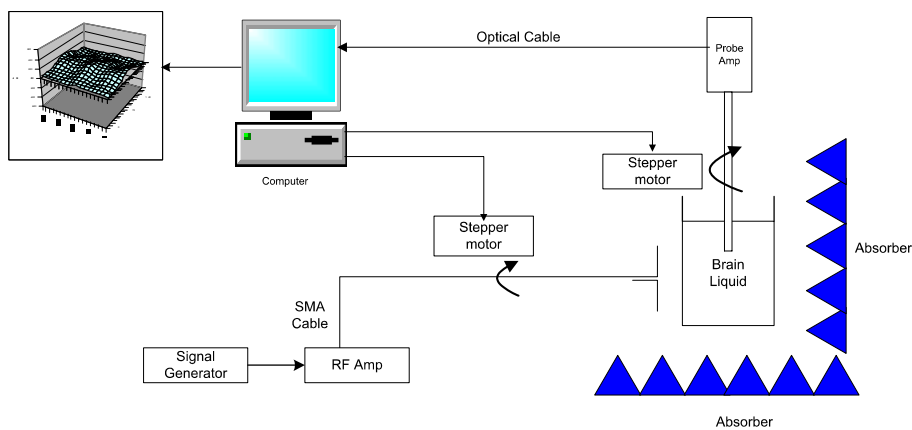 Optical Cable
Probe
Amp
Computer
Stepper
motor
Stepper
motor
Brain
Liquid
Absorber
SMA
Cable
Signal
Generator
RF Amp
Absorber